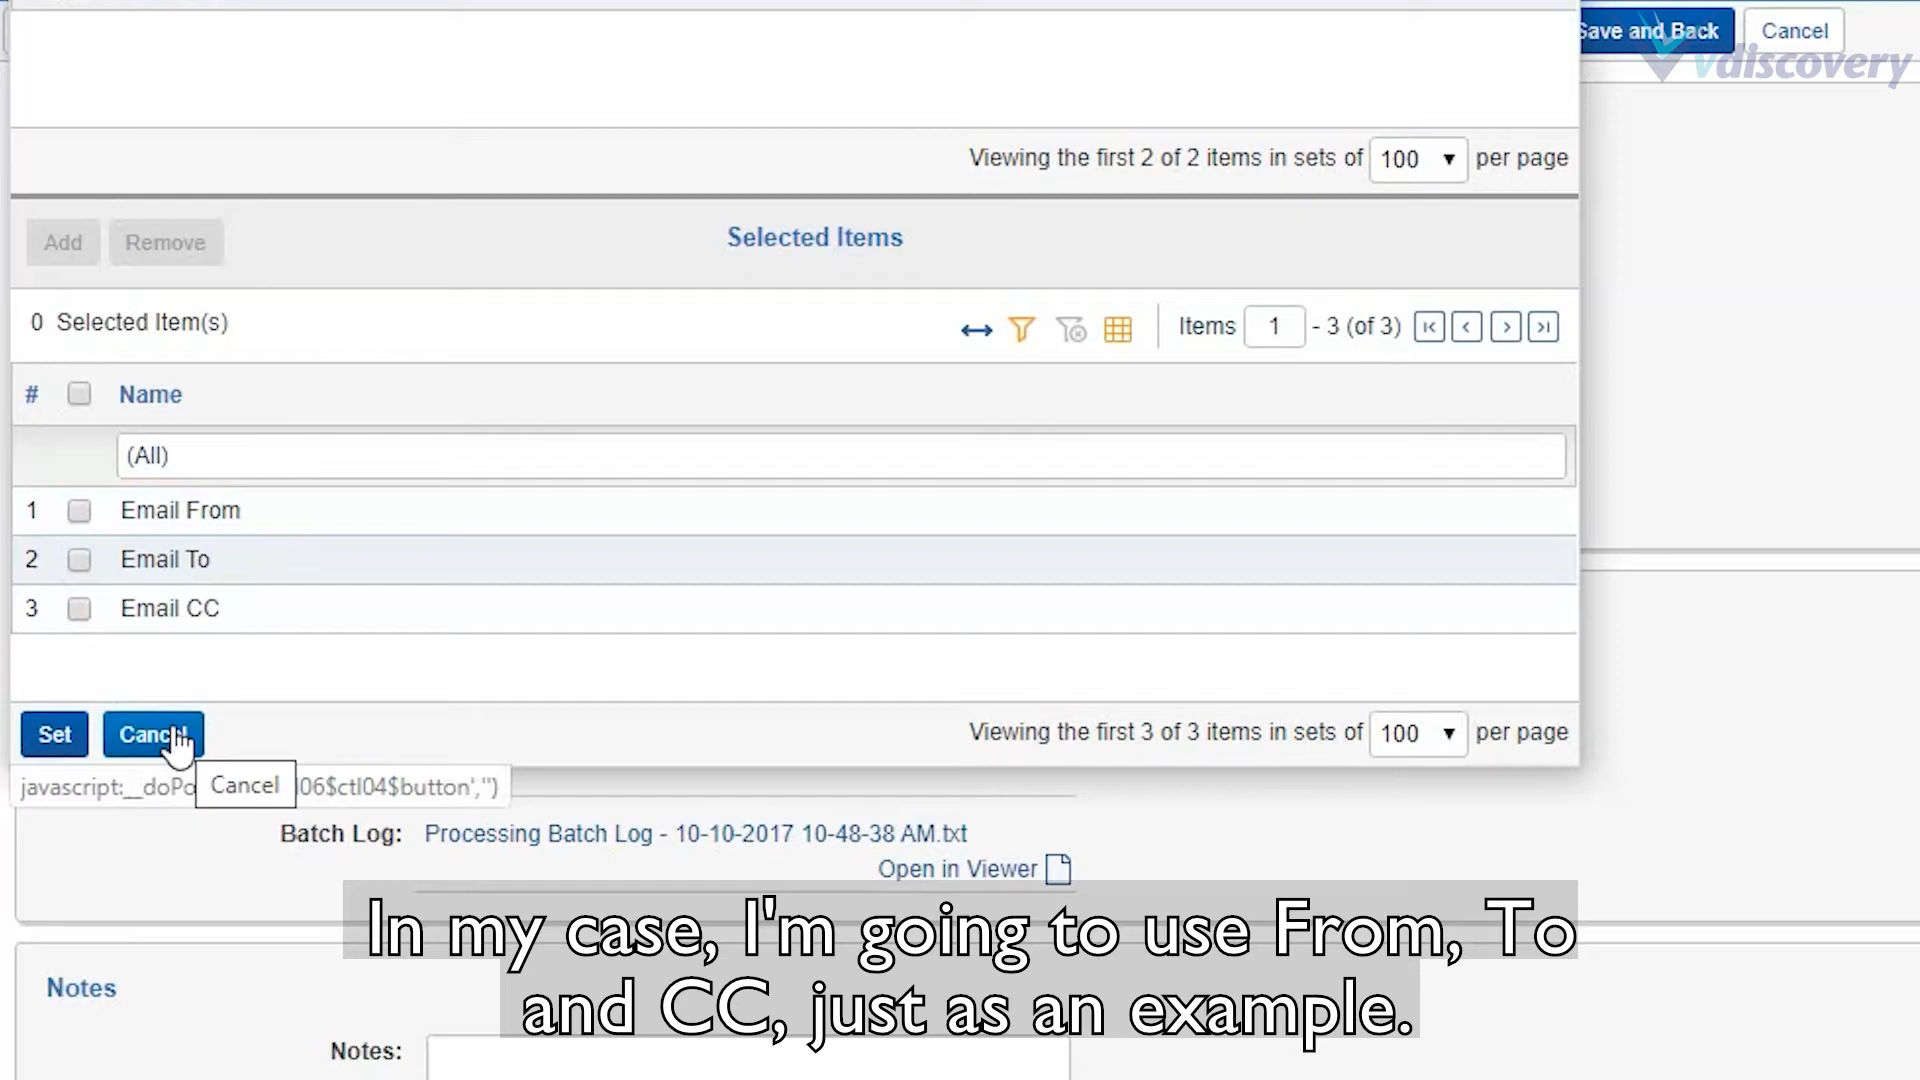 Save and Back Cancel
vdiscovery
Viewing the first 2 of 2 items in sets of 100 per page
Add Remove Selected Items
0 Selected Item(s) Items 1 - 3 (of 3)
# Name
(All)
1 Email From
2 Email To
3 Email CC
Set Cancel Viewing the first 3 of 3 items in sets of 100 per page
javascript:__doPo Cancel l06$ctl04$button','')
Batch Log: Processing Batch Log - 10-10-2017 10-48-38 AM.txt
Open in Viewer
In my case, I'm going to use From, To
and CC, just as an example.
Notes
Notes: